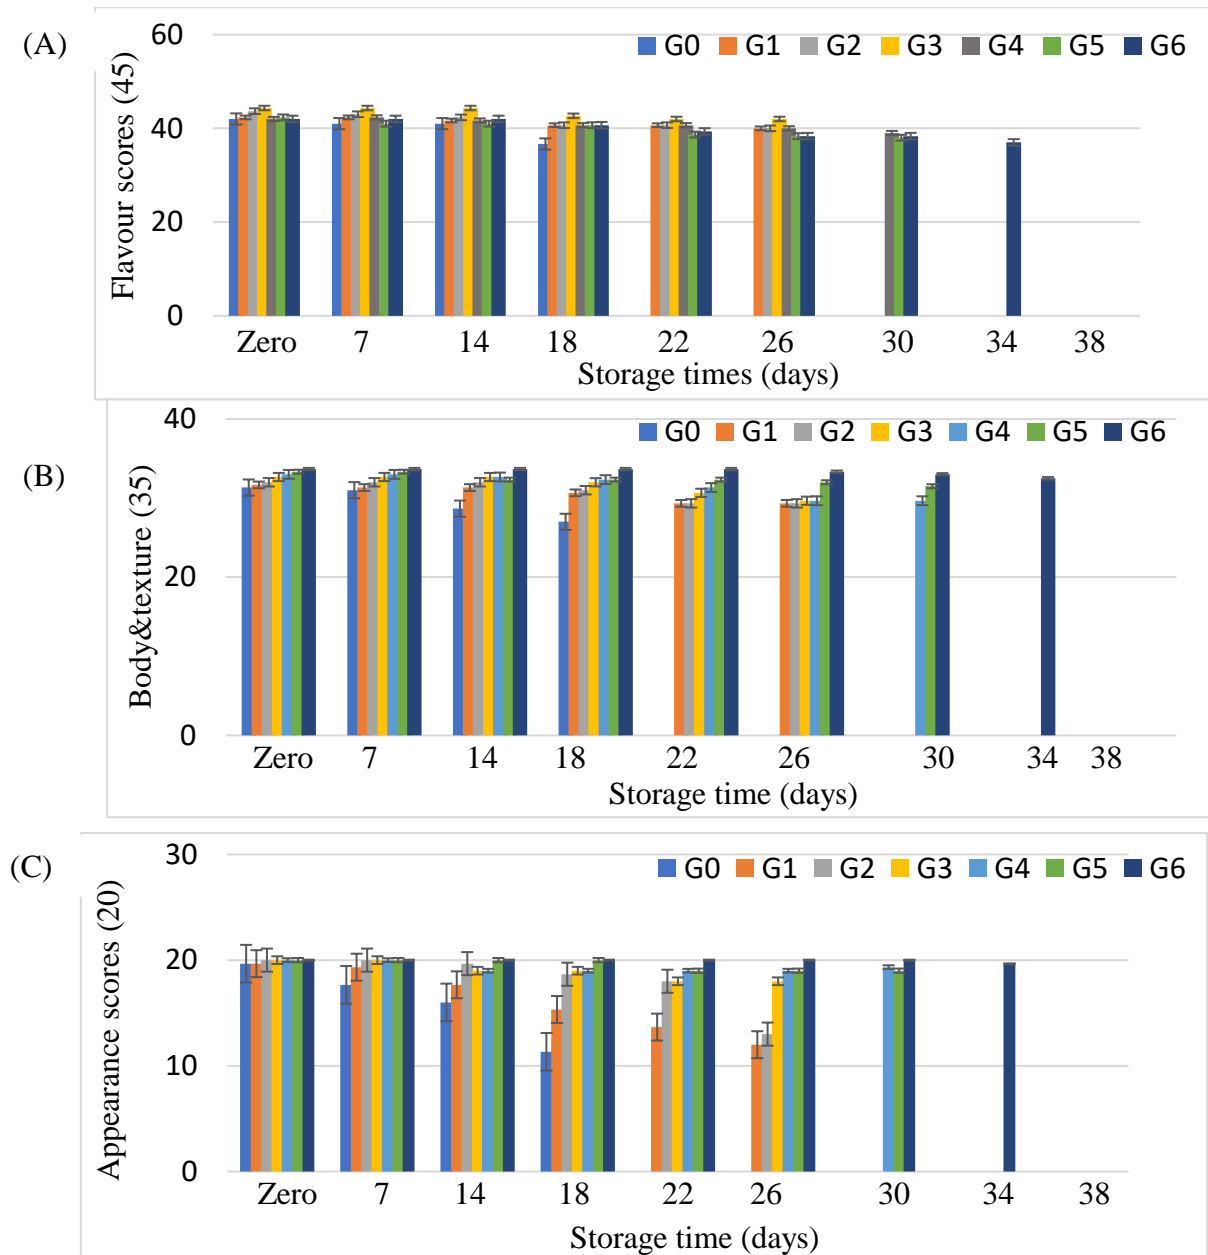 (A)
Flavour scores (45)
60
40
20
0
G0 G1 G2 G3 G4 G5 G6
Zero 7 14 18 22 26 30 34 38
Storage times (days)
(B)
Body&texture (35)
40
20
0
G0 G1 G2 G3 G4 G5 G6
Zero 7 14 18 22 26 30 34 38
Storage time (days)
(C)
Appearance scores (20)
30
20
10
0
G0 G1 G2 G3 G4 G5 G6
Zero 7 14 18 22 26 30 34 38
Storage time (days)